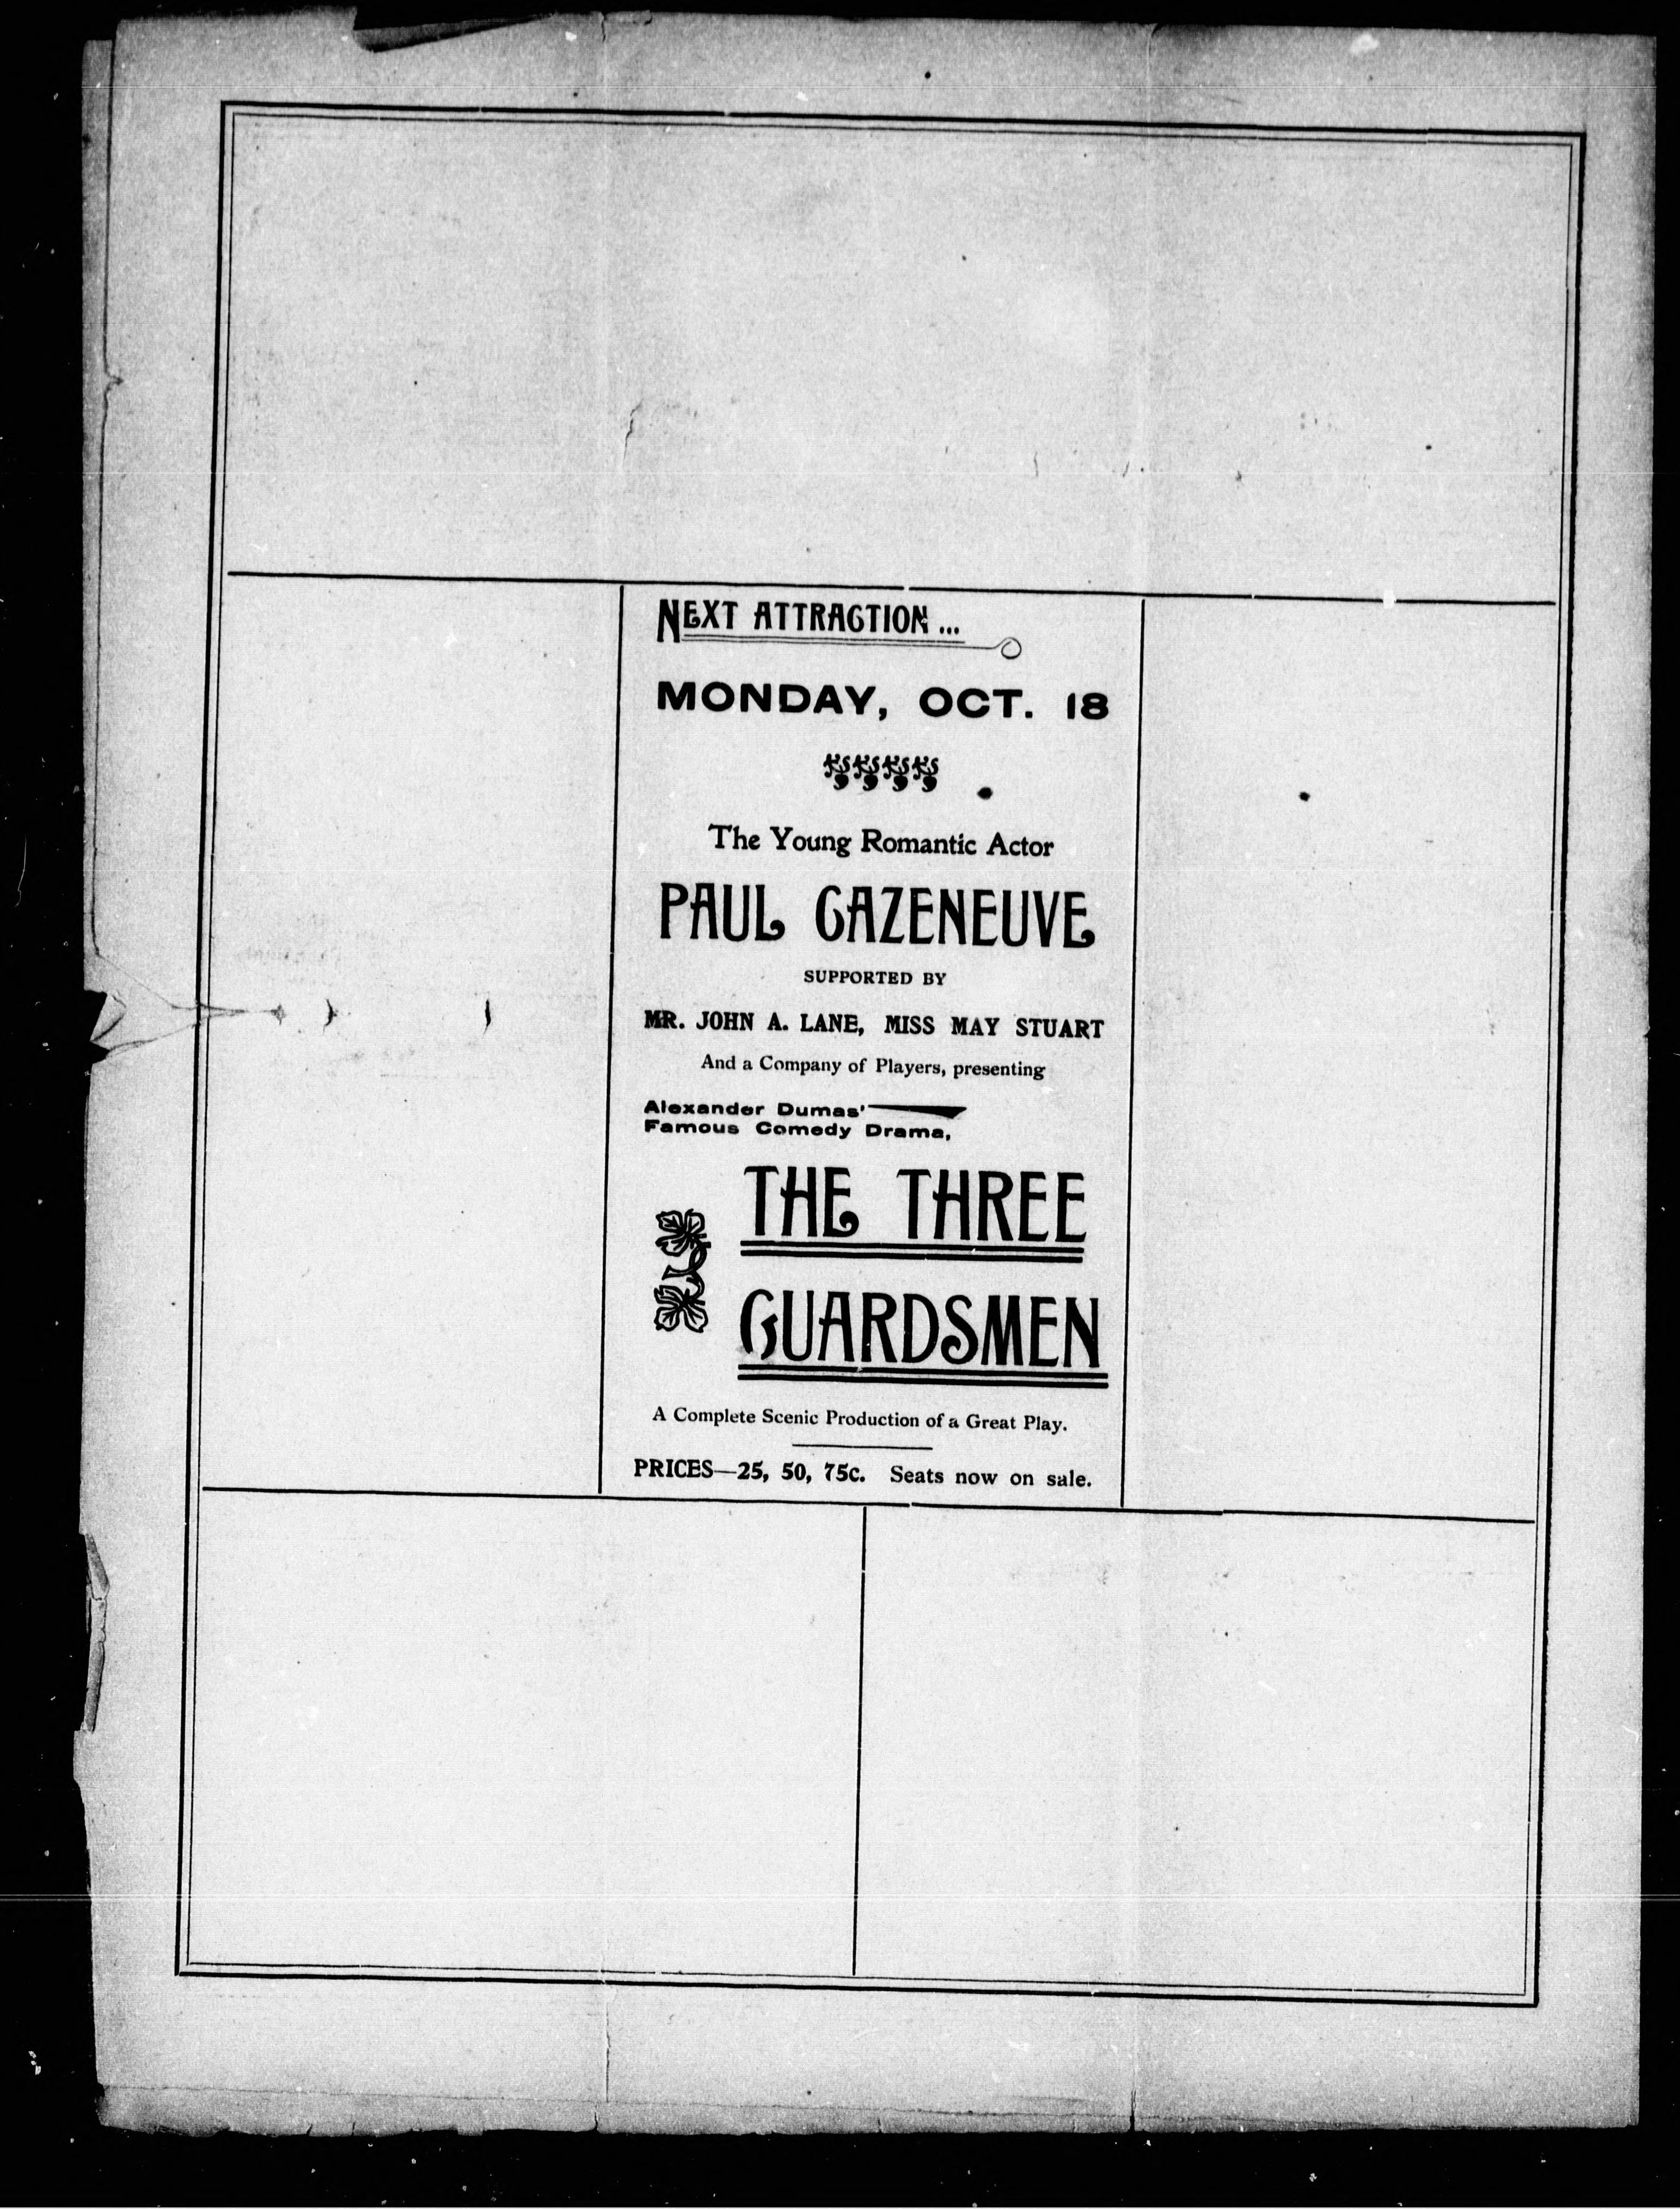 NEXT ATTRACTION ...
MONDAY, OCT. 18
The Young Romantic Actor
PAUL CAZENEUVE
SUPPORTED BY
MR. JOHN A. LANE, MISS MAY STUART
And a Company of Players, presenting
Alexander Dumas'
Famous Comedy Drama,
THE THREE
GUARDSMEN
A Complete Scenic Production of a Great Play.
PRICES—25, 50, 75c. Seats now on sale.